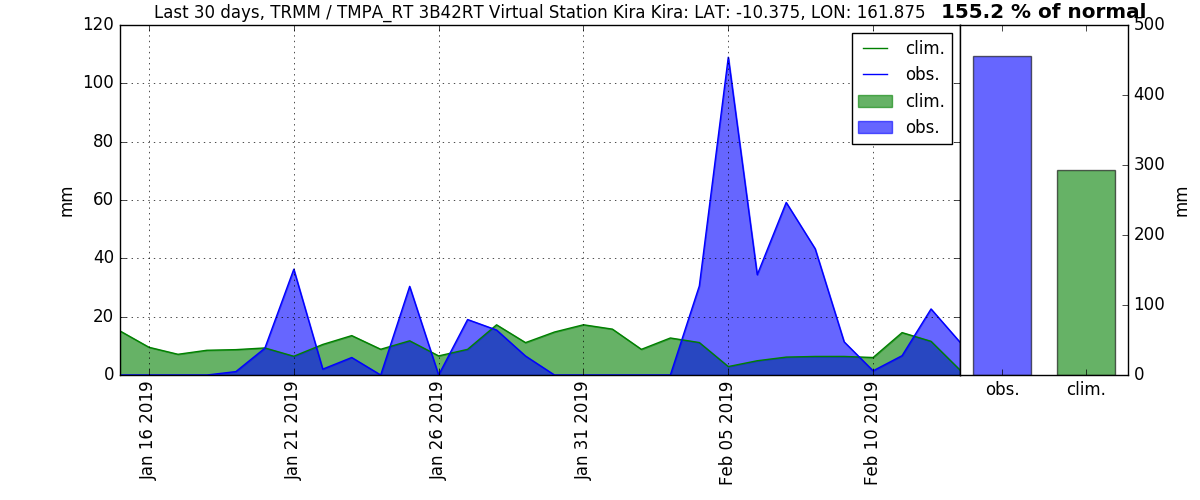 Last 30 days, TRMM / TMPA_RT 3B42RT Virtual Station Kira Kira: LAT: -10.375, LON: 161.875
155.2 % of normal
120
100
80
60
40
20
0
mm
Jan 16 2019
Jan 21 2019
Jan 26 2019
Jan 31 2019
Feb 05 2019
Feb 10 2019
clim.
obs.
clim.
obs.
500
400
300
200
100
0
mm
obs.
clim.